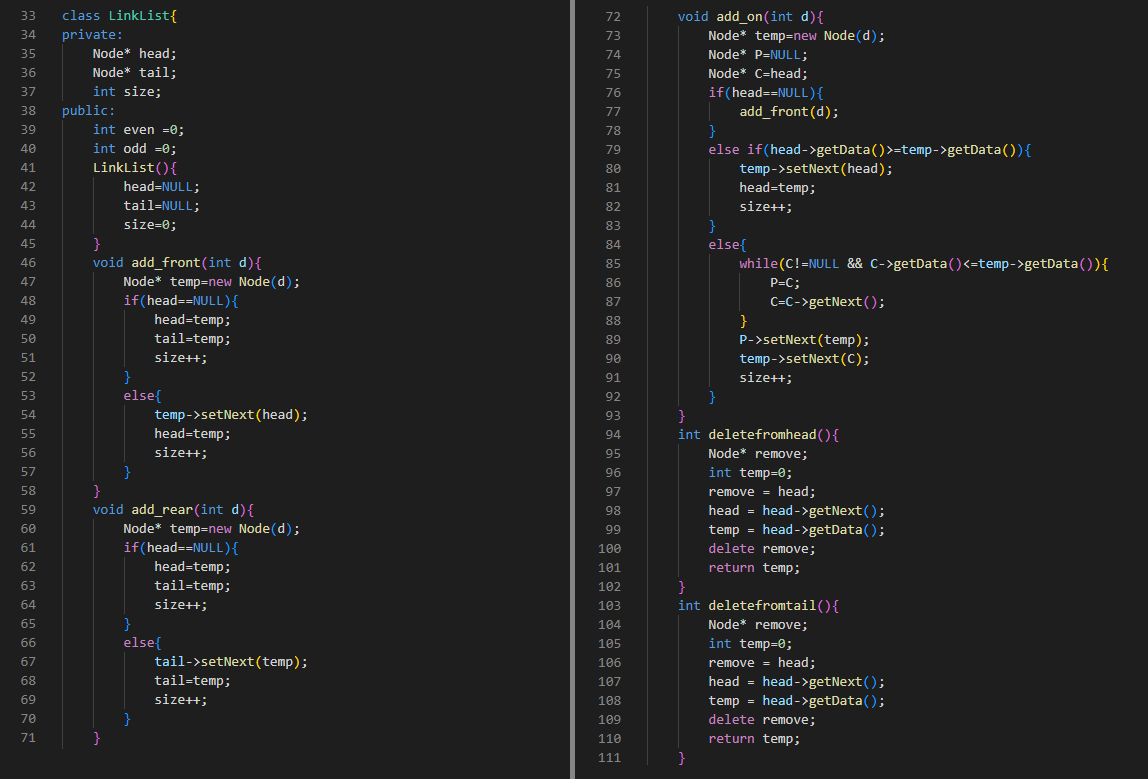 33 class LinkList{
34 private:
35     Node* head;
36     Node* tail;
37     int size;
38 public:
39     int even =0;
40     int odd =0;
41     LinkList(){
42         head=NULL;
43         tail=NULL;
44         size=0;
45     }
46     void add_front(int d){
47         Node* temp=new Node(d);
48         if(head==NULL){
49             head=temp;
50             tail=temp;
51             size++;
52         }
53         else{
54             temp->setNext(head);
55             head=temp;
56             size++;
57         }
58     }
59     void add_rear(int d){
60         Node* temp=new Node(d);
61         if(head==NULL){
62             head=temp;
63             tail=temp;
64             size++;
65         }
66         else{
67             tail->setNext(temp);
68             tail=temp;
69             size++;
70         }
71     }
72     void add_on(int d){
73         Node* temp=new Node(d);
74         Node* P=NULL;
75         Node* C=head;
76         if(head==NULL){
77             add_front(d);
78         }
79         else if(head->getData()>=temp->getData()){
80             temp->setNext(head);
81             head=temp;
82             size++;
83         }
84         else{
85             while(C!=NULL && C->getData()<=temp->getData()){
86                 P=C;
87                 C=C->getNext();
88             }
89             P->setNext(temp);
90             temp->setNext(C);
91             size++;
92         }
93     }
94     int deletefromhead(){
95         Node* remove;
96         int temp=0;
97         remove = head;
98         head = head->getNext();
99         temp = head->getData();
100         delete remove;
101         return temp;
102     }
103     int deletefromtail(){
104         Node* remove;
105         int temp=0;
106         remove = head;
107         head = head->getNext();
108         temp = head->getData();
109         delete remove;
110         return temp;
111     }